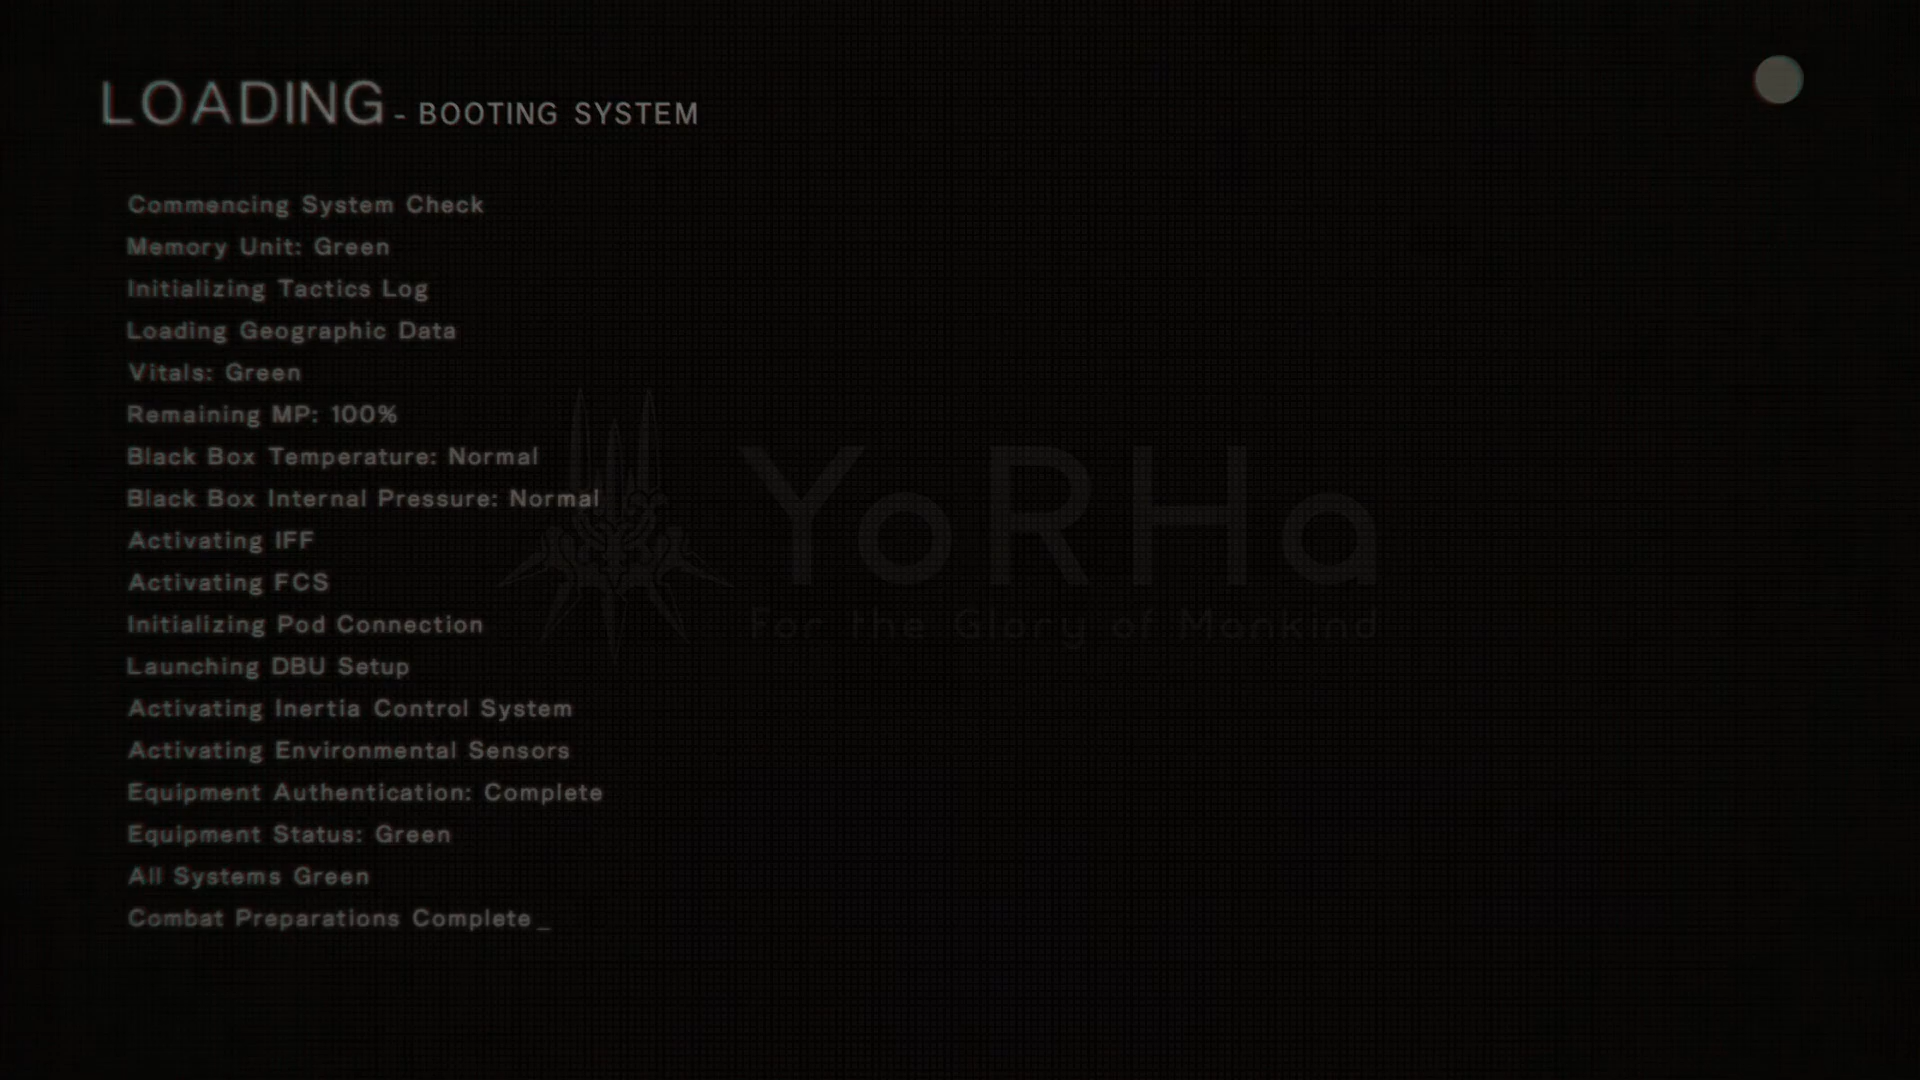 LOADING - BOOTING SYSTEM
Commencing System Check
Memory Unit: Green
Initializing Tactics Log
Loading Geographic Data
Vitals: Green
Remaining MP: 100%
Black Box Temperature: Normal
Black Box Internal Pressure: Normal
Activating IFF
Activating FCS
Initializing Pod Connection
Launching DBU Setup
Activating Inertia Control System
Activating Environmental Sensors
Equipment Authentication: Complete
Equipment Status: Green
All Systems Green
Combat Preparations Complete _
YoRHa
For the Glory of Mankind